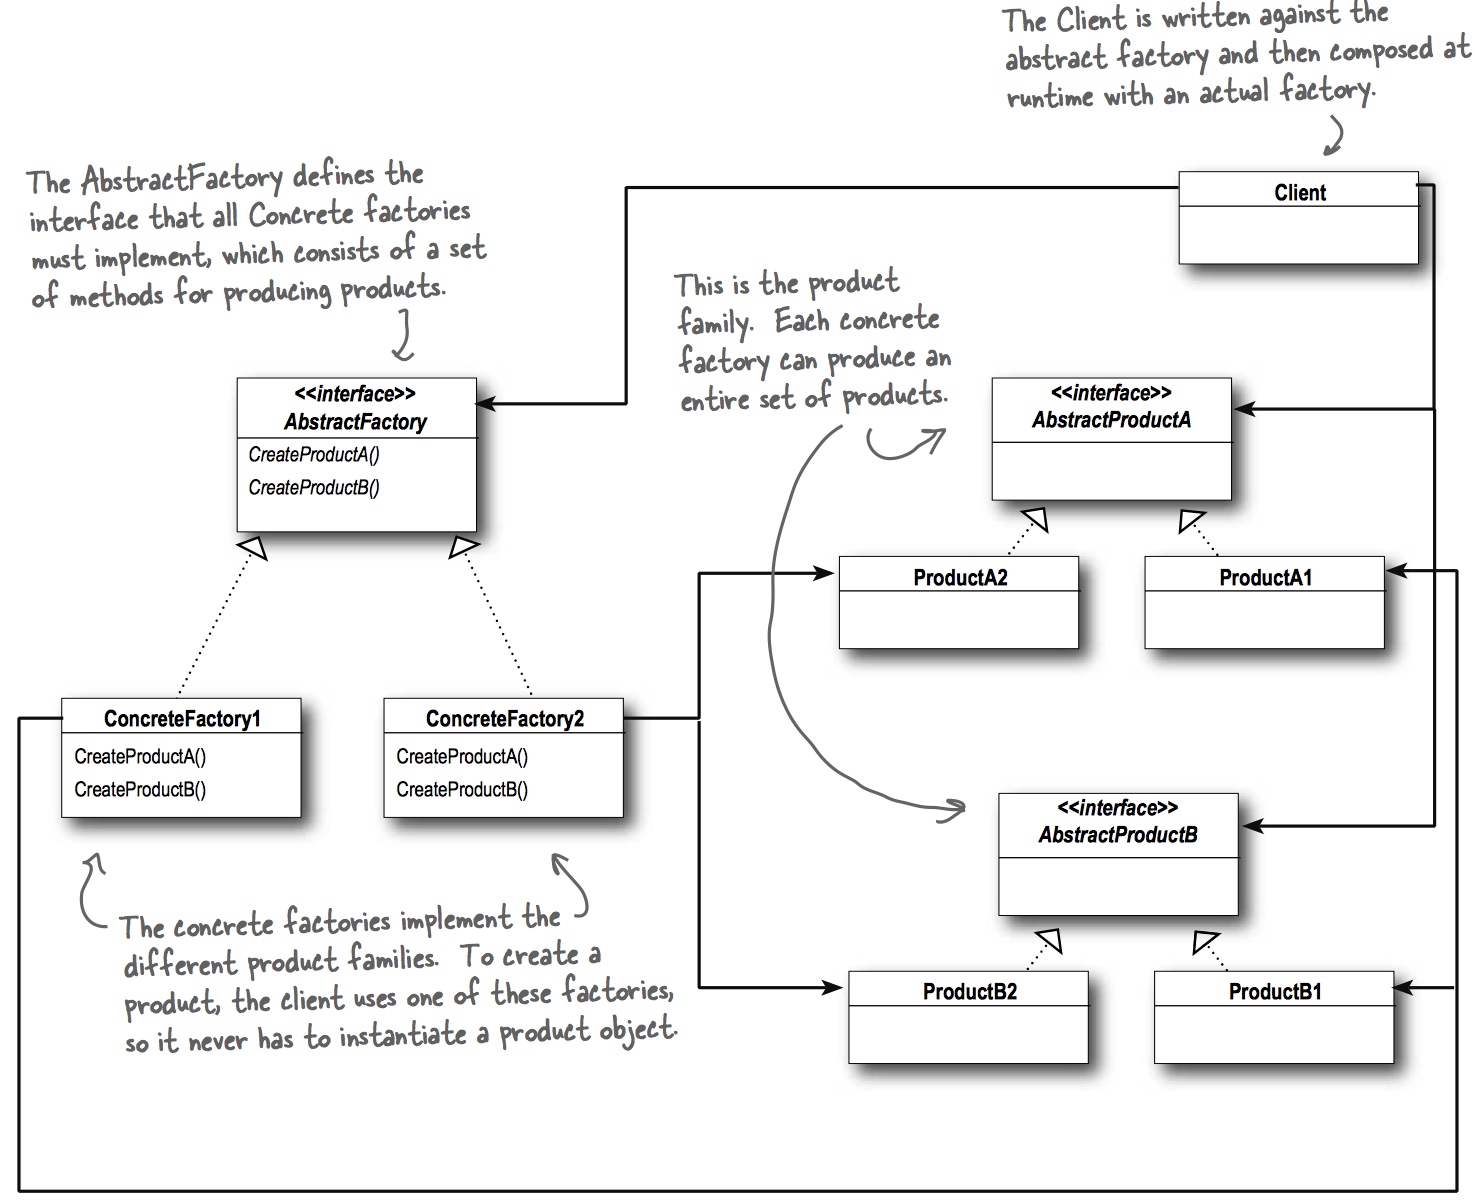 The Client is written against the
abstract factory and then composed at
runtime with an actual factory.
The AbstractFactory defines the
interface that all Concrete factories
must implement, which consists of a set
of methods for producing products.
Client
This is the product
family. Each concrete
factory can produce an
entire set of products.
<<interface>>
AbstractFactory
CreateProductA()
CreateProductB()
<<interface>>
AbstractProductA
ProductA2
ProductA1
ConcreteFactory1
CreateProductA()
CreateProductB()
ConcreteFactory2
CreateProductA()
CreateProductB()
<<interface>>
AbstractProductB
The concrete factories implement the
different product families. To create a
product, the client uses one of these factories,
so it never has to instantiate a product object.
ProductB2
ProductB1